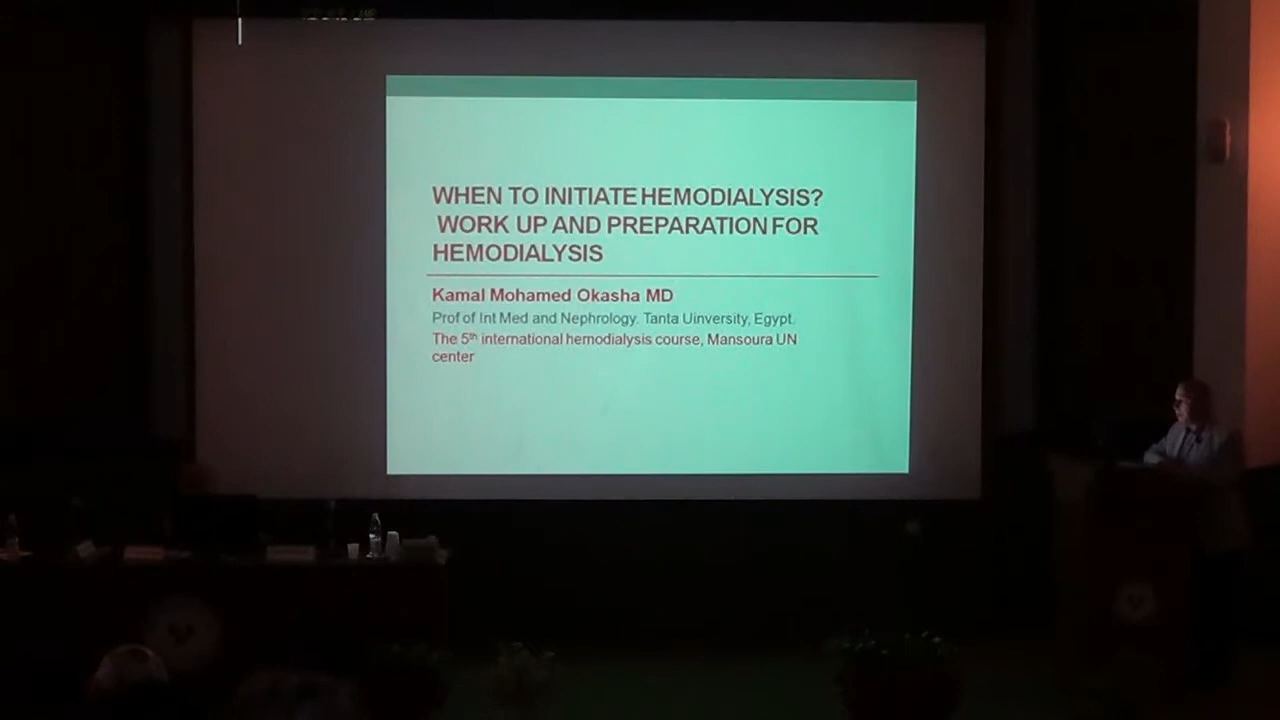 WHEN TO INITIATE HEMODIALYSIS?
WORK UP AND PREPARATION FOR
HEMODIALYSIS
Kamal Mohamed Okasha MD
Prof of Int Med and Nephrology. Tanta Uinversity, Egypt.
The 5th international hemodialysis course, Mansoura UN
center